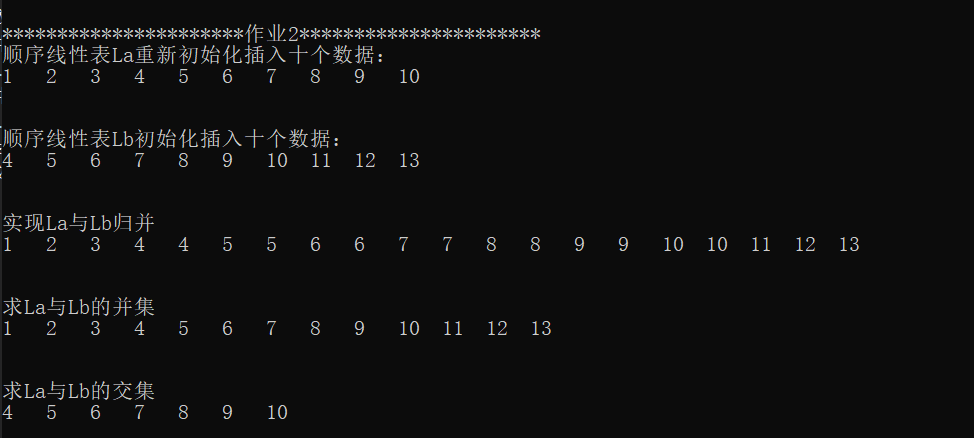 **********************作业2**********************
顺序线性表La重新初始化插入十个数据:
1 2 3 4 5 6 7 8 9 10
顺序线性表Lb初始化插入十个数据:
4 5 6 7 8 9 10 11 12 13
实现La与Lb归并
1 2 3 4 4 5 5 6 6 7 7 8 8 9 9 10 10 11 12 13
求La与Lb的并集
1 2 3 4 5 6 7 8 9 10 11 12 13
求La与Lb的交集
4 5 6 7 8 9 10